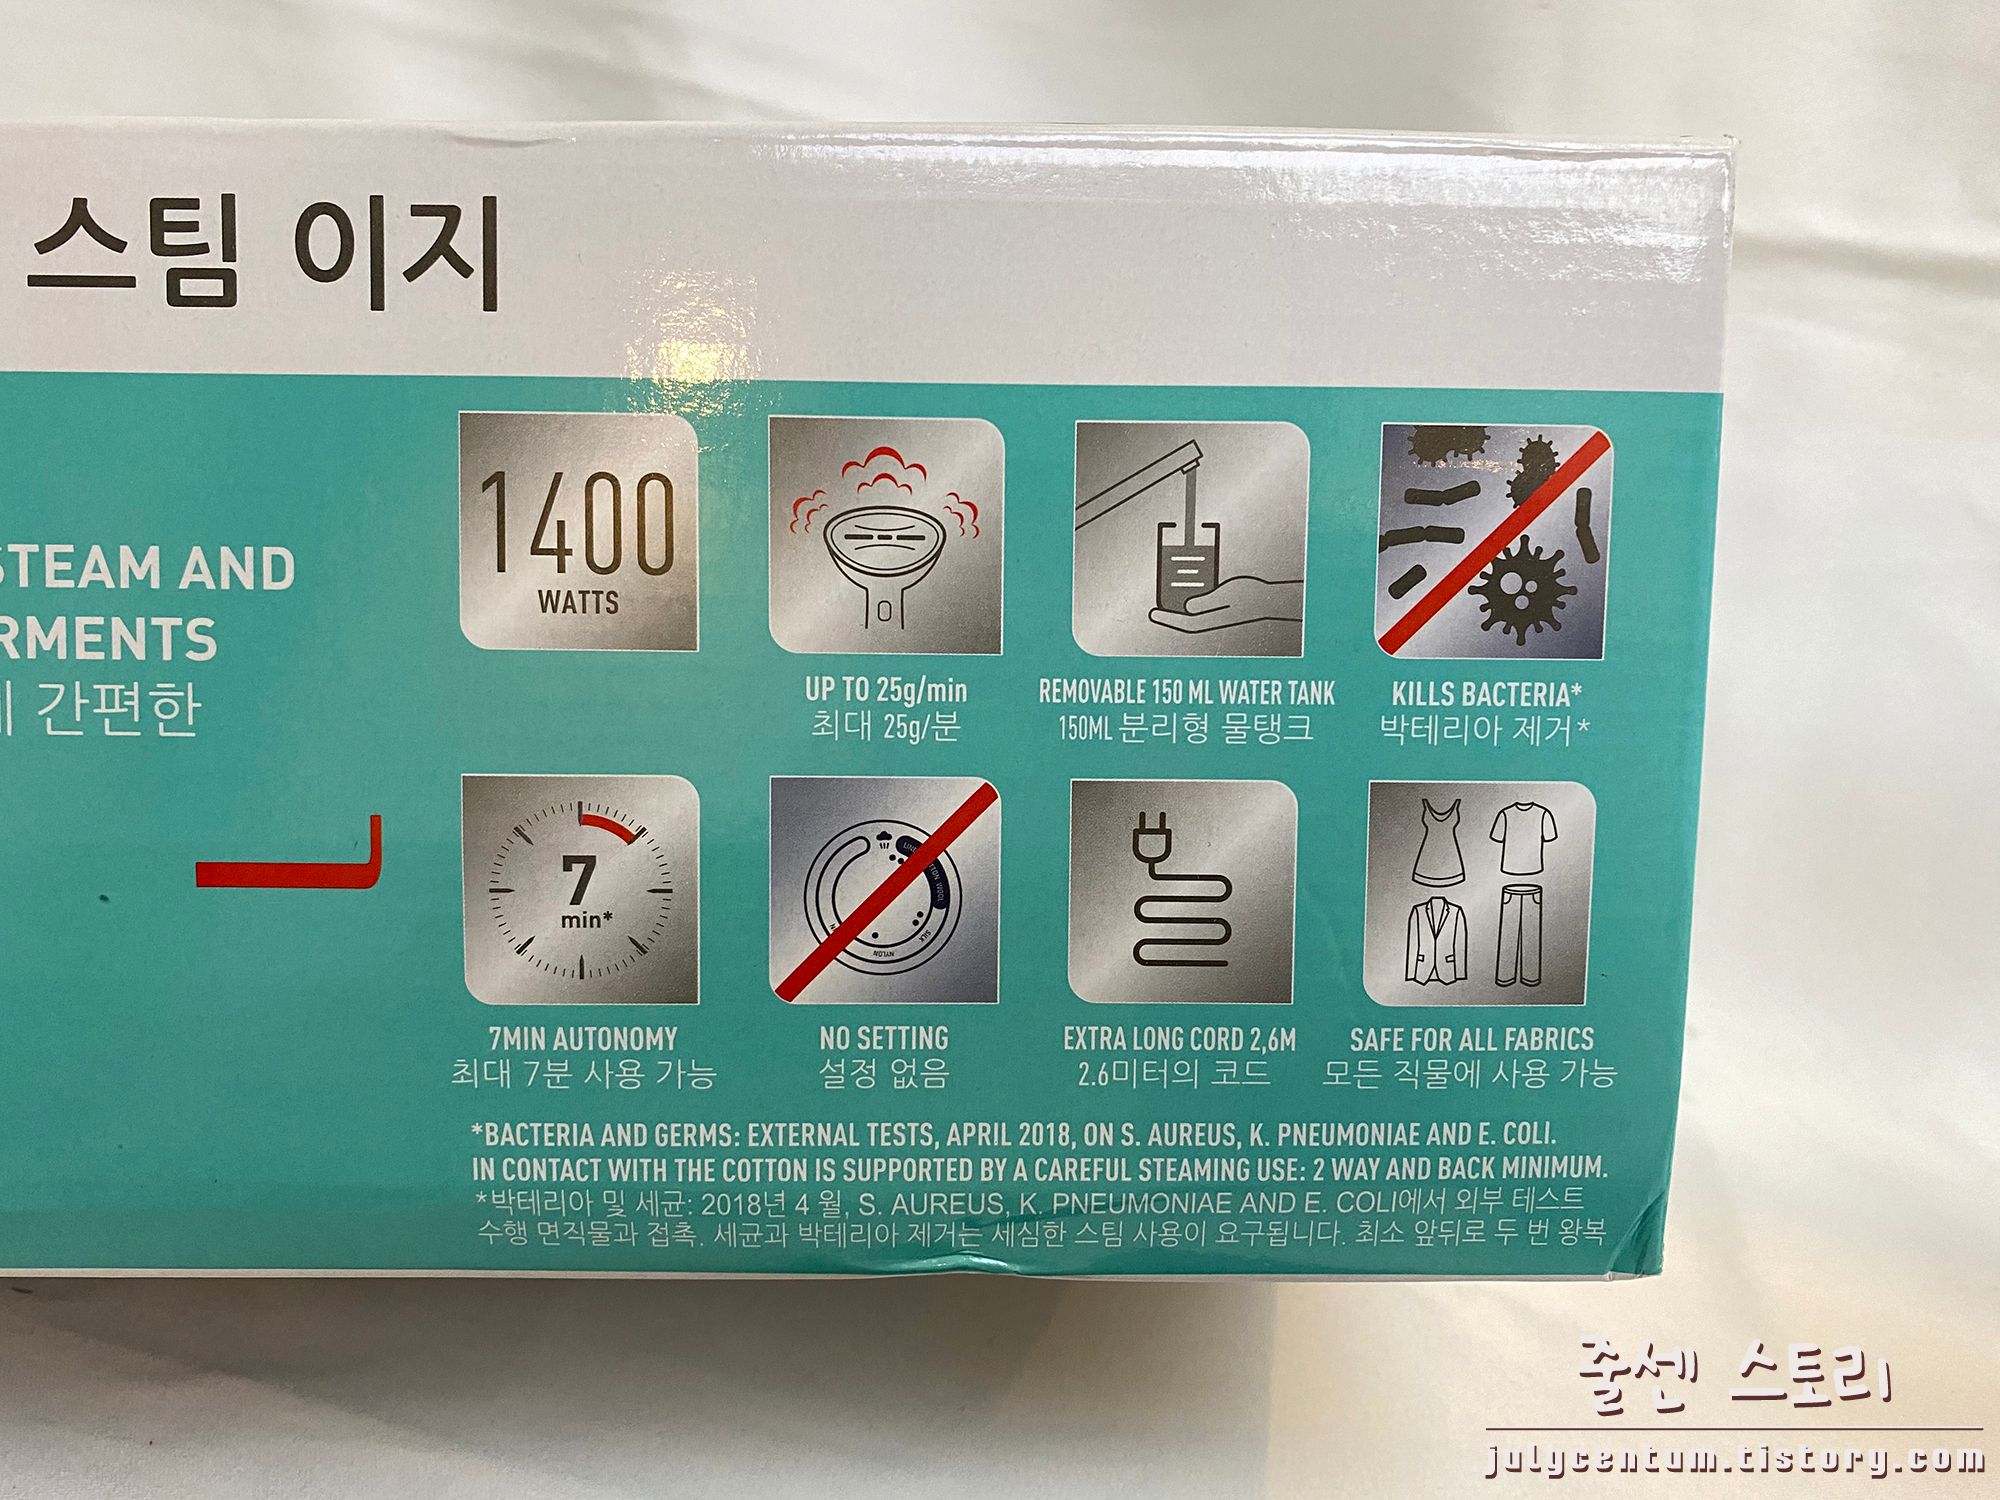 스팀 이지
STEAM AND
RMENTS
간편한
1400
WATTS
UP TO 25g/min
최대 25g/분
REMOVABLE 150 ML WATER TANK
150ML 분리형 물탱크
KILLS BACTERIA*
박테리아 제거*
7
min*
7MIN AUTONOMY
최대 7분 사용 가능
SILK
NYLON
NO SETTING
설정 없음
EXTRA LONG CORD 2,6M
2.6미터의 코드
SAFE FOR ALL FABRICS
모든 직물에 사용 가능
*BACTERIA AND GERMS: EXTERNAL TESTS, APRIL 2018, ON S. AUREUS, K. PNEUMONIAE AND E. COLI.
IN CONTACT WITH THE COTTON IS SUPPORTED BY A CAREFUL STEAMING USE: 2 WAY AND BACK MINIMUM.
*박테리아 및 세균: 2018년 4 월, S. AUREUS, K. PNEUMONIAE AND E. COLI에서 외부 테스트
수행 면직물과 접촉. 세균과 박테리아 제거는 세심한 스팀 사용이 요구됩니다. 최소 앞뒤로 두 번 왕복
줄센 스토리
julycentum.tistory.com